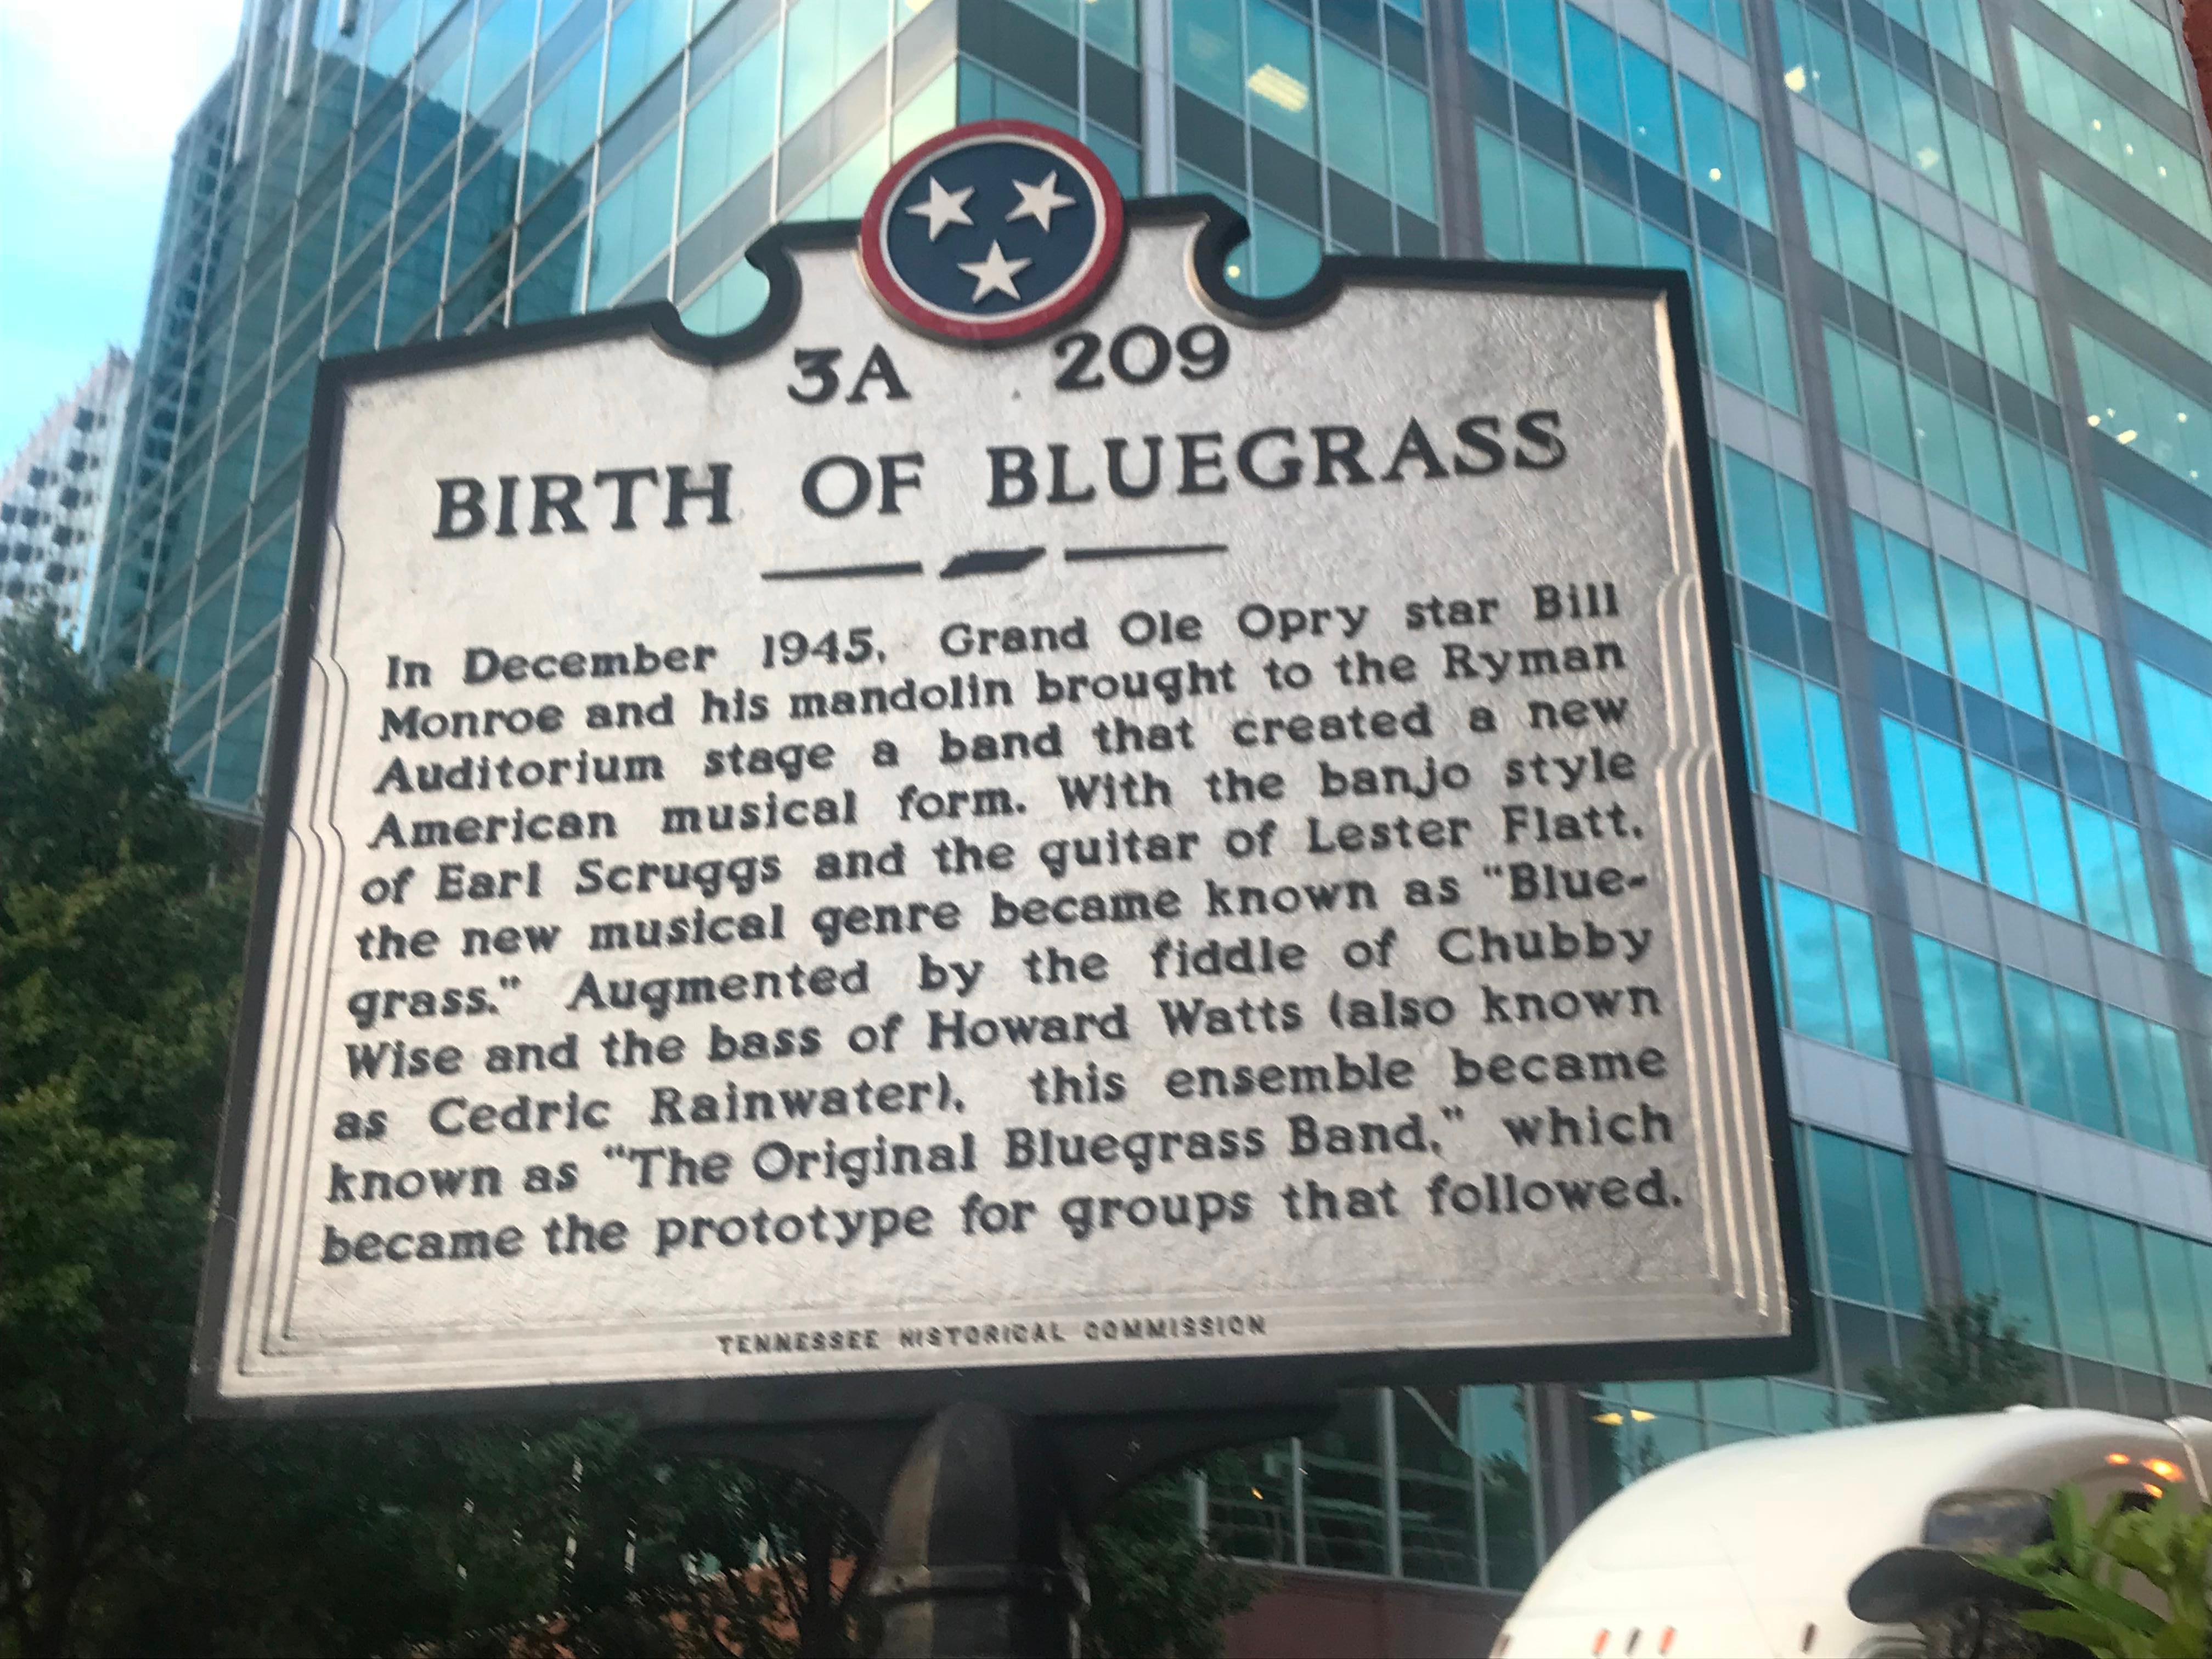 3A 209
BIRTH OF BLUEGRASS
In December 1945, Grand Ole Opry star Bill
Monroe and his mandolin brought to the Ryman
Auditorium stage a band that created a new
American musical form. With the banjo style
of Earl Scruggs and the guitar of Lester Flatt,
the new musical genre became known as "Blue-
grass." Augmented by the fiddle of Chubby
Wise and the bass of Howard Watts (also known
as Cedric Rainwater), this ensemble became
known as "The Original Bluegrass Band," which
became the prototype for groups that followed.
TENNESSEE HISTORICAL COMMISSION